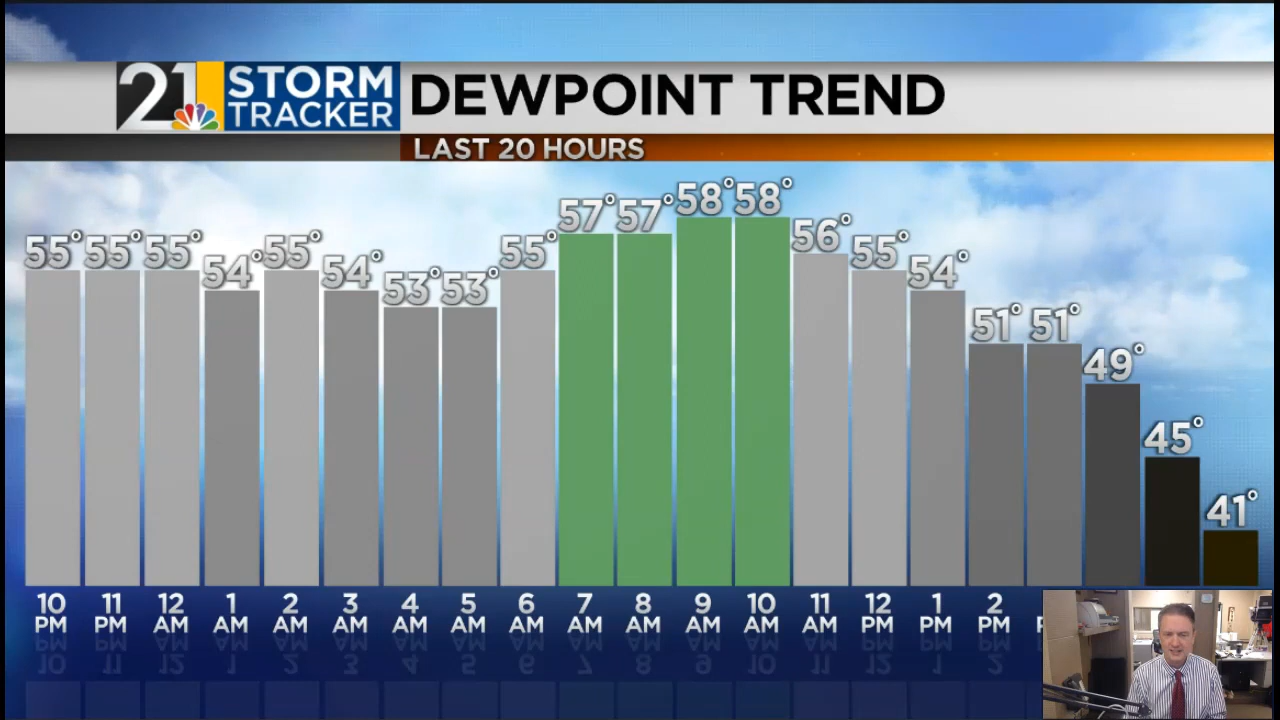 21 STORM TRACKER DEWPOINT TREND
LAST 20 HOURS
55° 55° 55° 54° 55° 54° 53° 53° 55° 57° 57° 58° 58° 56° 55° 54° 51° 51° 49° 45° 41°
10 11 12 1 2 3 4 5 6 7 8 9 10 11 12 1 2
PM PM AM AM AM AM AM AM AM AM AM AM AM AM PM PM PM